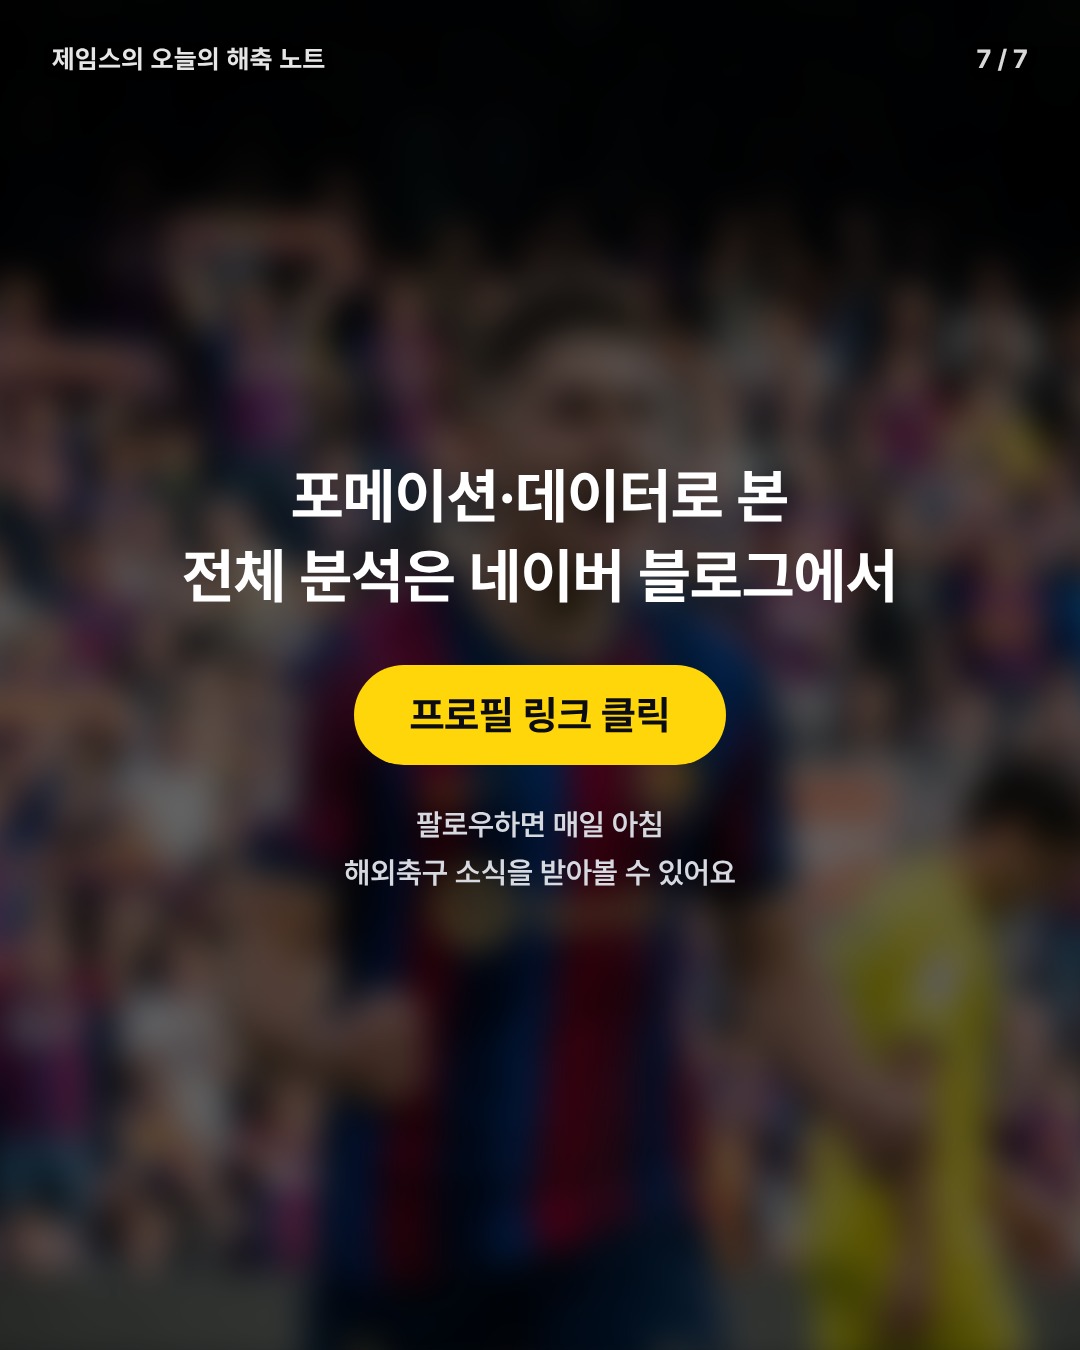 제임스의 오늘의 해축 노트
7 / 7
포메이션·데이터로 본
전체 분석은 네이버 블로그에서
프로필 링크 클릭
팔로우하면 매일 아침
해외축구 소식을 받아볼 수 있어요